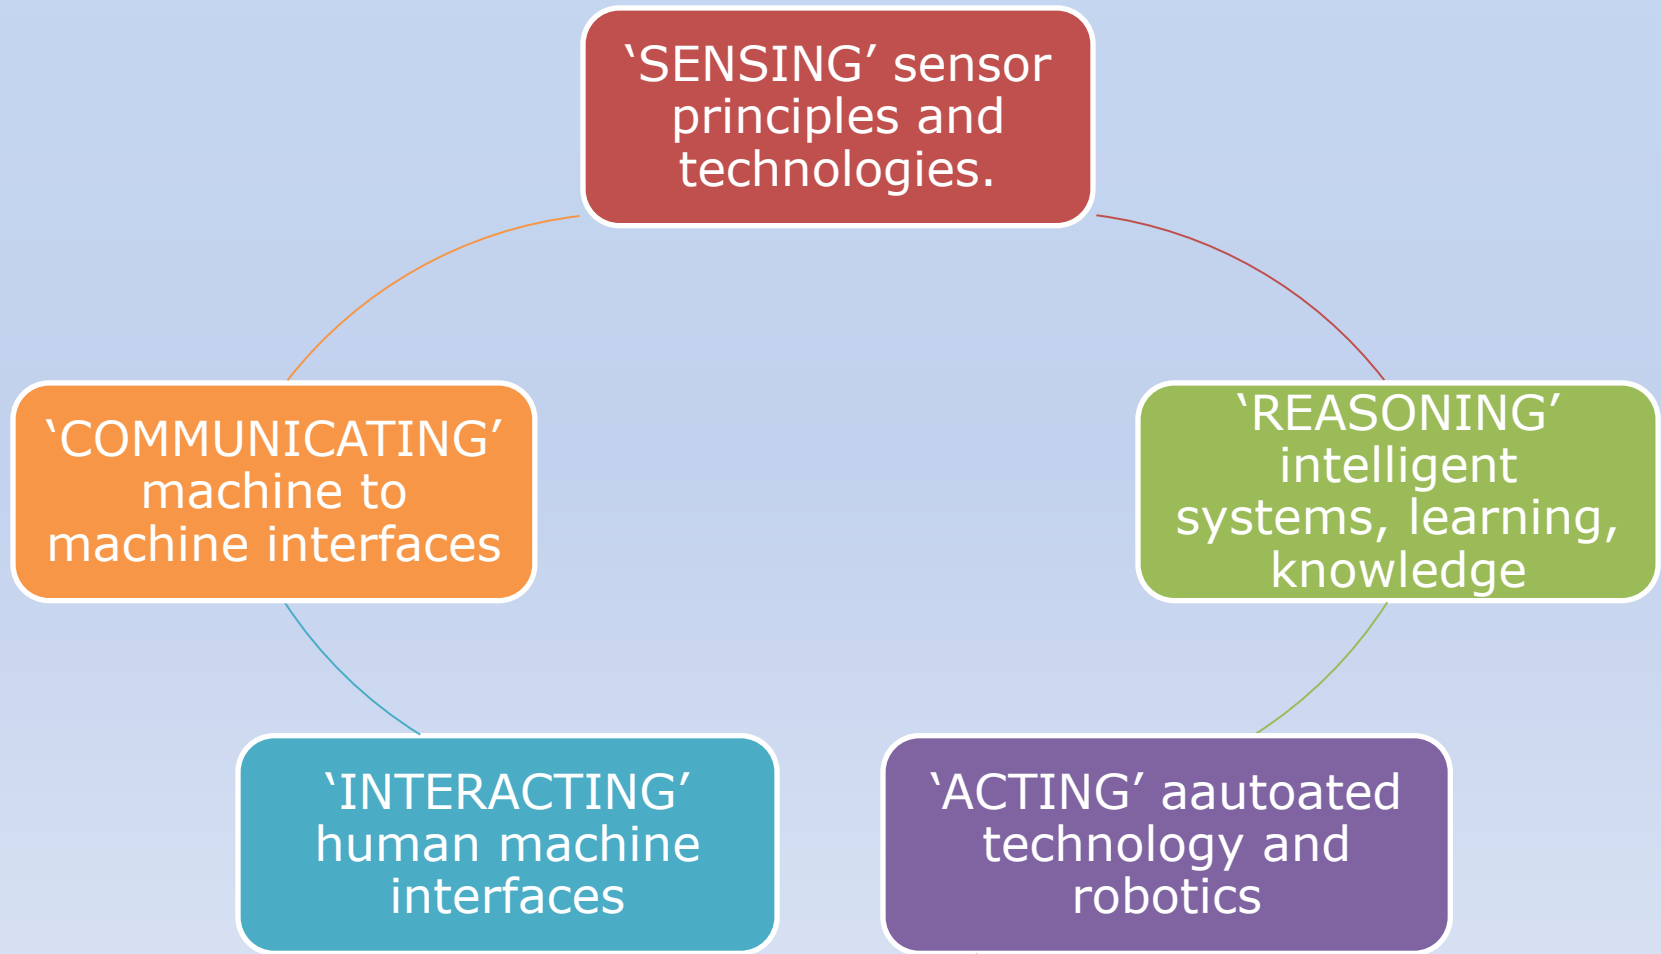 ‘SENSING’ sensor
principles and
technologies.
‘COMMUNICATING’
machine to
machine interfaces
‘REASONING’
intelligent
systems, learning,
knowledge
‘INTERACTING’
human machine
interfaces
‘ACTING’ aautoated
technology and
robotics